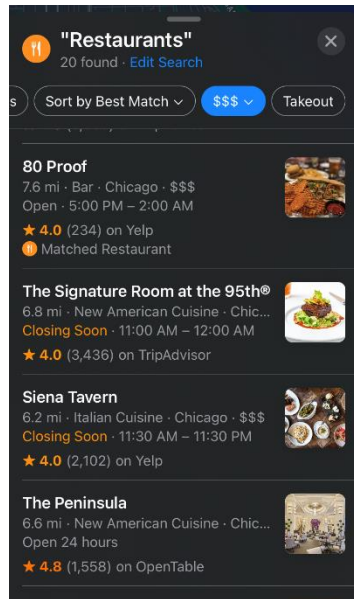 "Restaurants"
20 found · Edit Search
s
Sort by Best Match
$$$
Takeout
80 Proof
7.6 mi · Bar · Chicago · $$$
Open · 5:00 PM – 2:00 AM
★ 4.0 (234) on Yelp
Matched Restaurant
The Signature Room at the 95th®
6.8 mi · New American Cuisine · Chic...
Closing Soon · 11:00 AM – 12:00 AM
★ 4.0 (3,436) on TripAdvisor
Siena Tavern
6.2 mi · Italian Cuisine · Chicago · $$$
Closing Soon · 11:30 AM – 11:30 PM
★ 4.0 (2,102) on Yelp
The Peninsula
6.6 mi · New American Cuisine · Chic...
Open 24 hours
★ 4.8 (1,558) on OpenTable